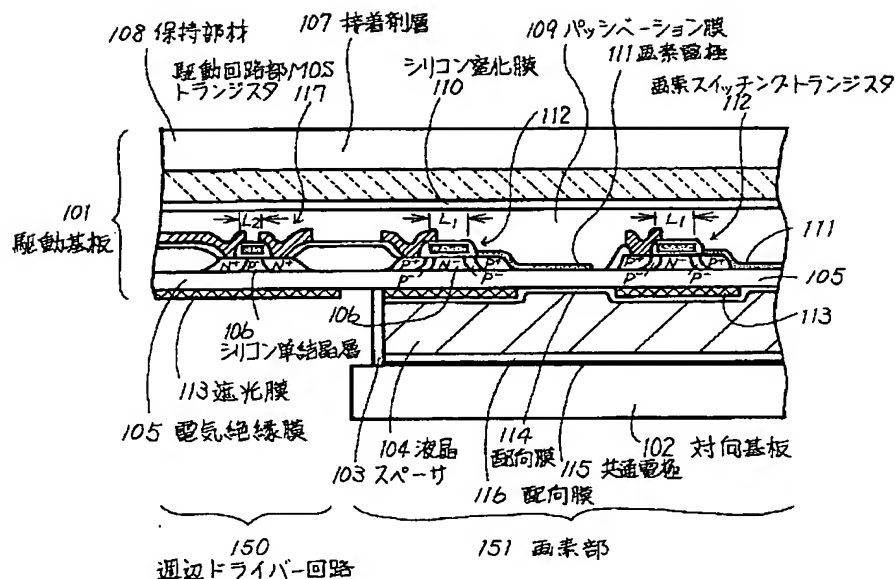 108 保持部材
107 接着剤層
109 パッシベーション膜
111 画素電極
駆動回路部MOS
トランジスタ
117
シリコン窒化膜
110
画素スイッチングトランジスタ
112
112
101
駆動基板
L2
L1
L1
111
N+ P- N+
P+ N- P+
P- P-
P+ N- P+
P- P-
105
106
シリコン単結晶層
106
113
113 遮光膜
105 電気絶縁膜
104 液晶
103 スペーサ
114
配向膜
115 共通電極
116 配向膜
102 対向基板
150
週辺ドライバー回路
151 画素部